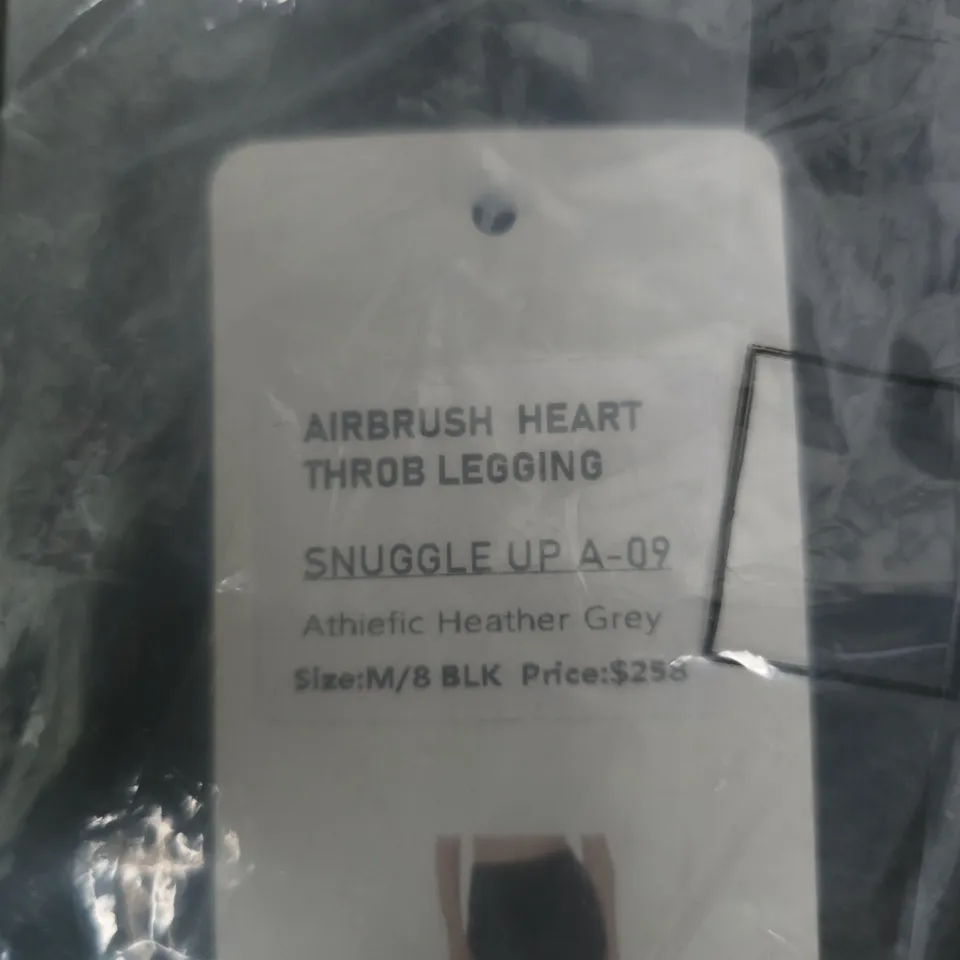 AIRBRUSH HEART
THROB LEGGING
SNUGGLE UP A-09
Athiefic Heather Grey
Size:M/8 BLK Price:$258